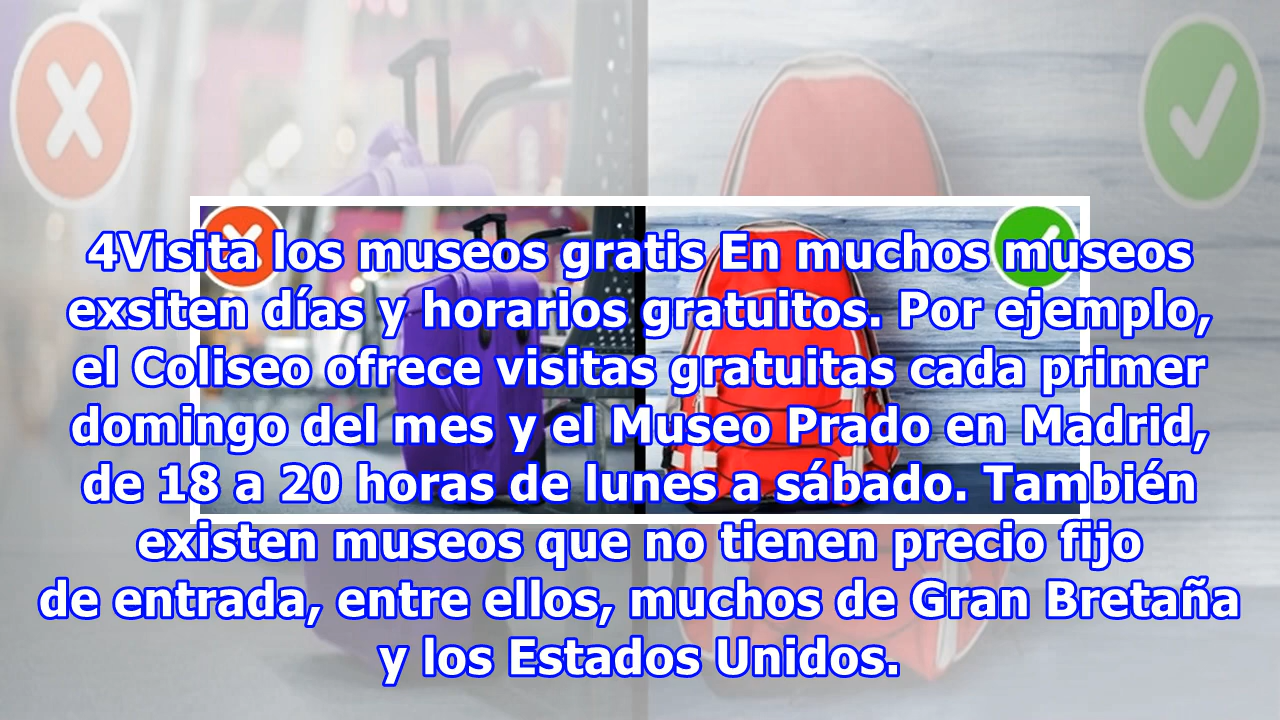 4Visita los museos gratis En muchos museos
exsiten días y horarios gratuitos. Por ejemplo,
el Coliseo ofrece visitas gratuitas cada primer
domingo del mes y el Museo Prado en Madrid,
de 18 a 20 horas de lunes a sábado. También
existen museos que no tienen precio fijo
de entrada, entre ellos, muchos de Gran Bretaña
y los Estados Unidos.